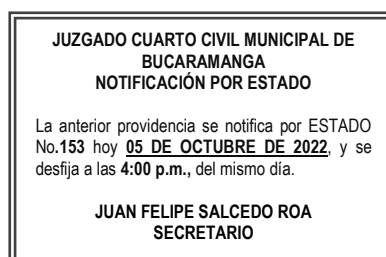 JUZGADO CUARTO CIVIL MUNICIPAL DE
BUCARAMANGA
NOTIFICACIÓN POR ESTADO
La anterior providencia se notifica por ESTADO
No.153 hoy 05 DE OCTUBRE DE 2022, y se
desfija a las 4:00 p.m., del mismo día.
JUAN FELIPE SALCEDO ROA
SECRETARIO